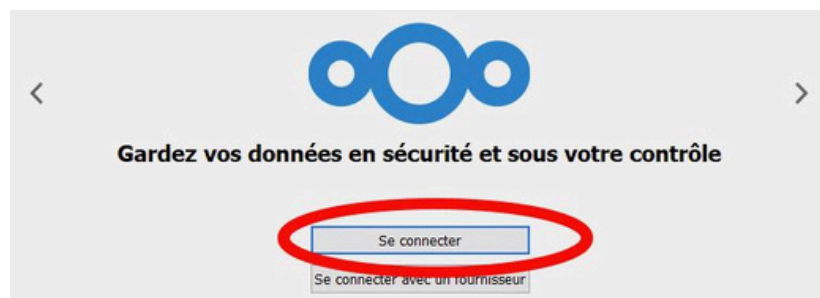 Gardez vos données en sécurité et sous votre contrôle
Se connecter
Se connecter avec un fournisseur